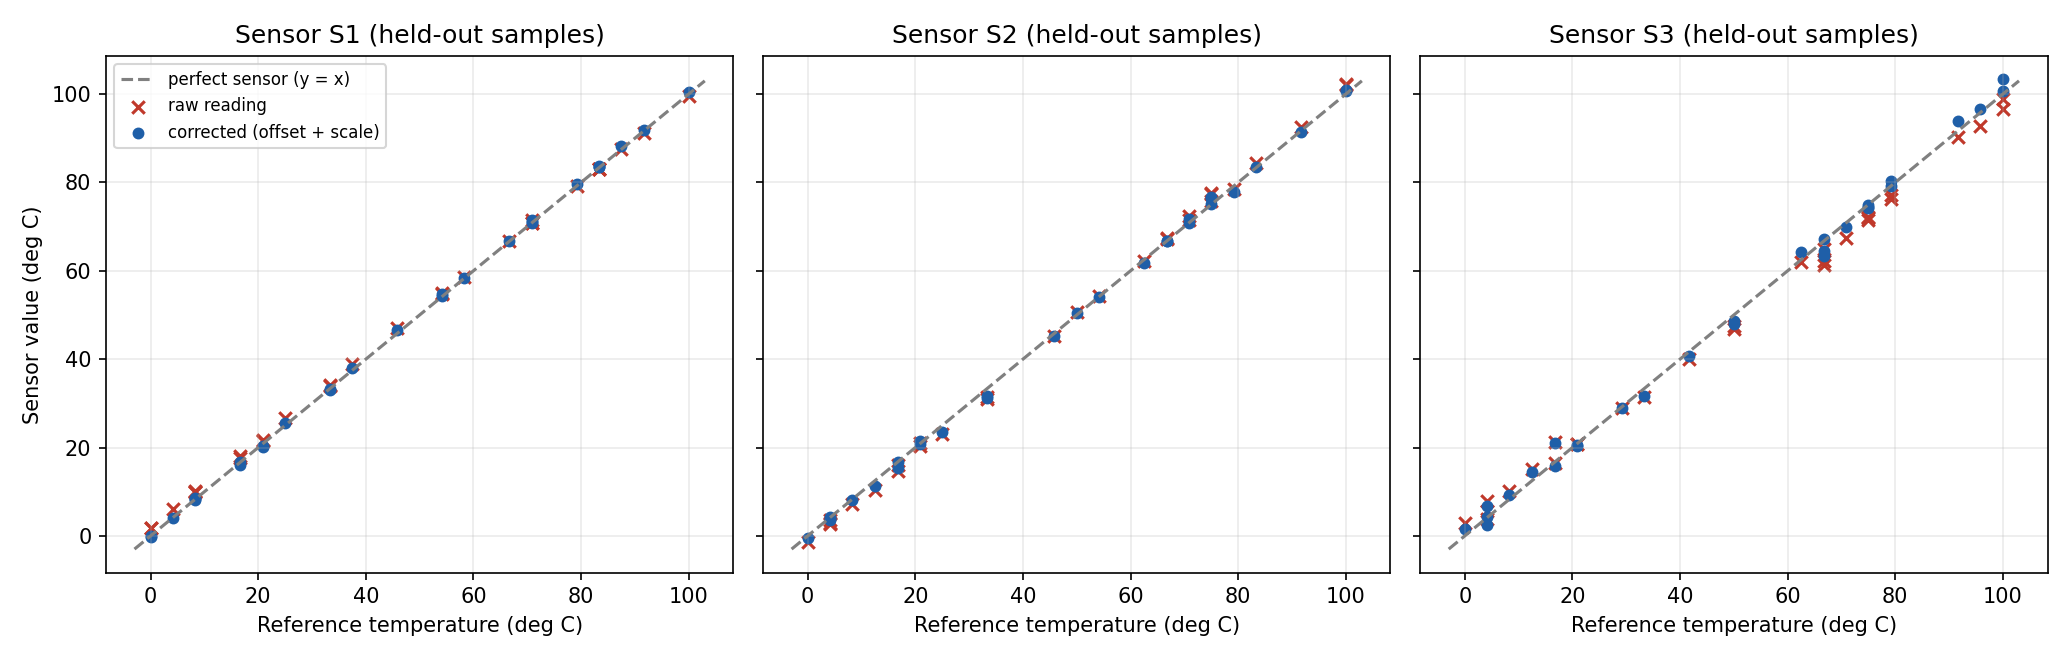 Sensor S1 (held-out samples)
Sensor S2 (held-out samples)
Sensor S3 (held-out samples)
perfect sensor (y = x)
raw reading
corrected (offset + scale)
Sensor value (deg C)
100
80
60
40
20
0
0 20 40 60 80 100
0 20 40 60 80 100
0 20 40 60 80 100
Reference temperature (deg C)
Reference temperature (deg C)
Reference temperature (deg C)